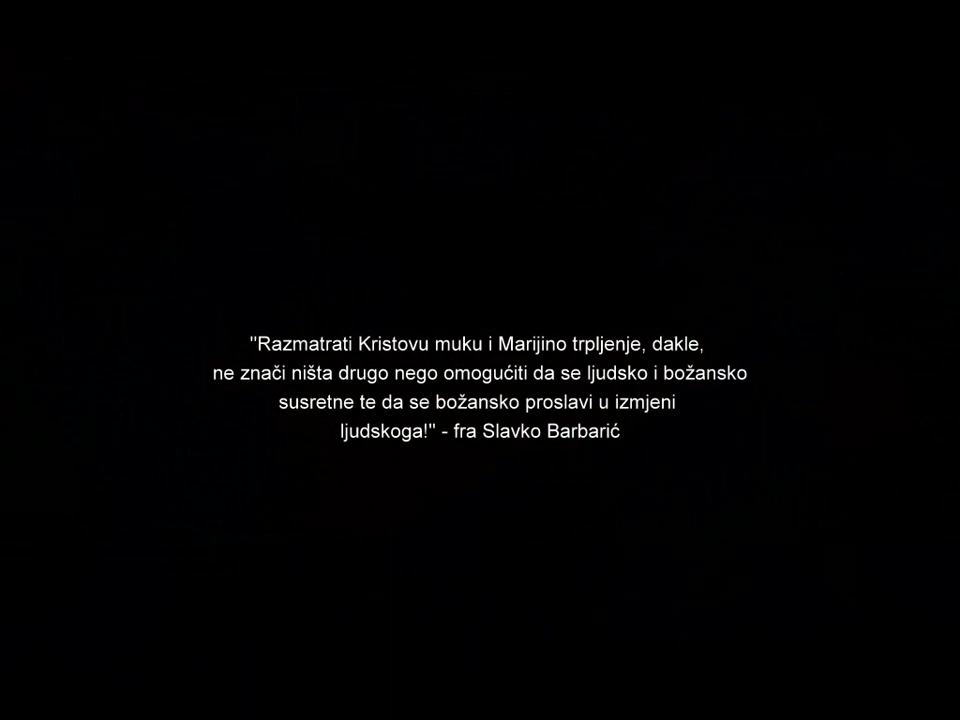 "Razmatrati Kristovu muku i Marijino trpljenje, dakle,
ne znači ništa drugo nego omogućiti da se ljudsko i božansko
susretne te da se božansko proslavi u izmjeni
ljudskoga!" - fra Slavko Barbarić